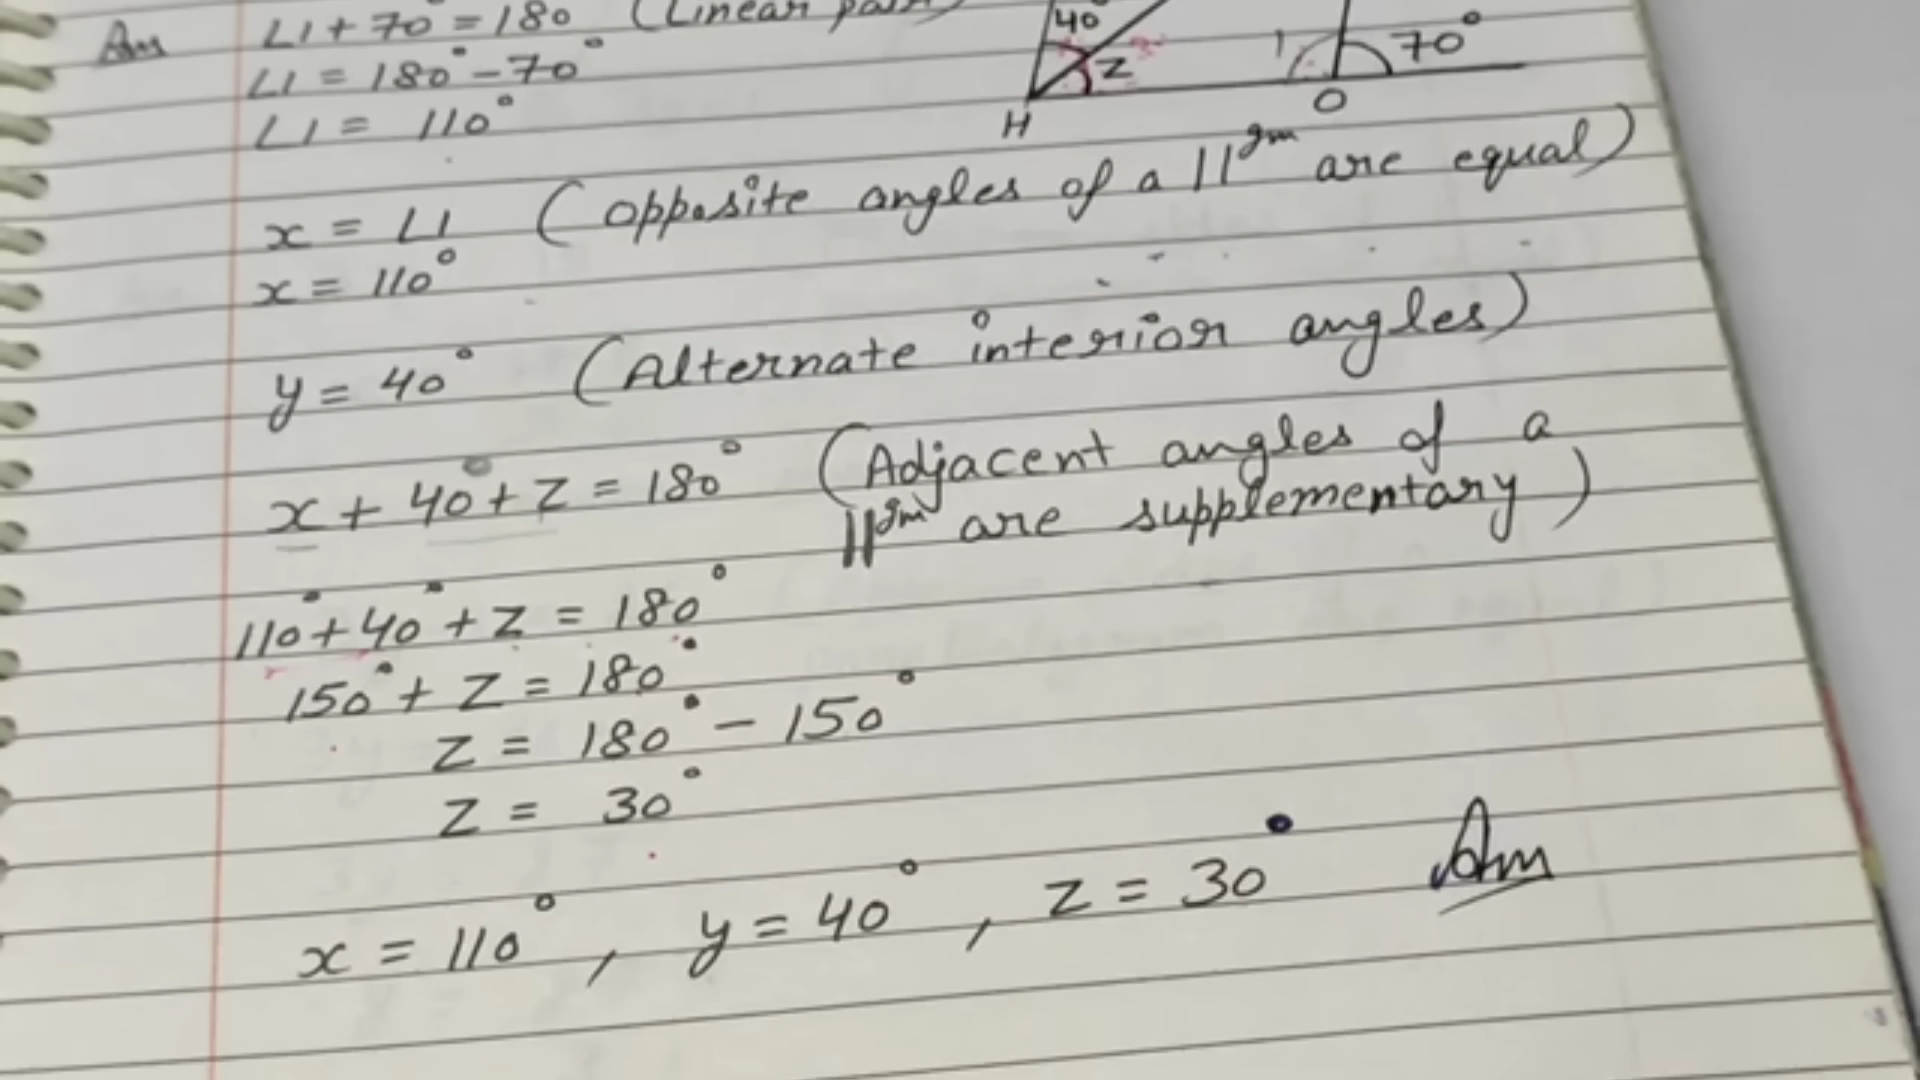 Ans ∠1 + 70° = 180 (Linear pair)
∠1 = 180° - 70°
∠1 = 110°
40°
z
1
70°
H
O
x = ∠1 (opposite angles of a ||gm are equal)
x = 110°
y = 40° (Alternate interior angles)
x + 40° + z = 180° (Adjacent angles of a
||gm are supplementary)
110° + 40° + z = 180°
150° + z = 180°
z = 180° - 150°
z = 30°
x = 110° , y = 40° , z = 30° Ans